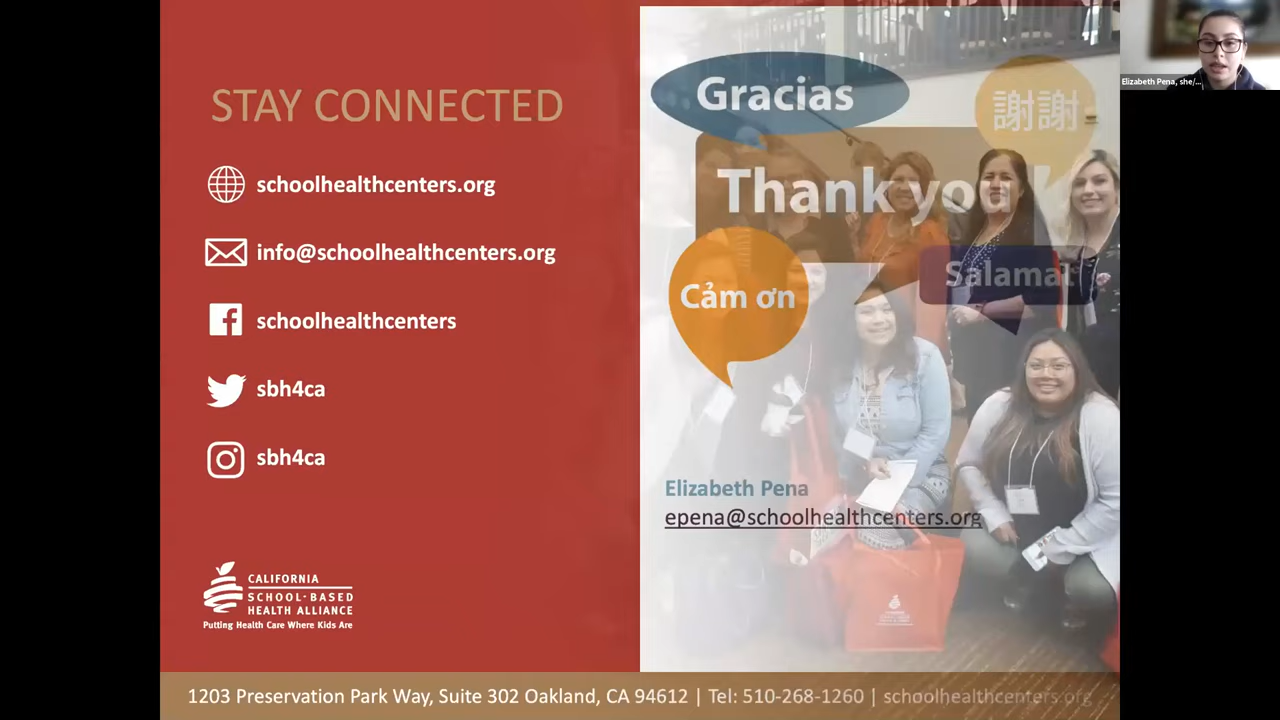 STAY CONNECTED
schoolhealthcenters.org
info@schoolhealthcenters.org
schoolhealthcenters
sbh4ca
sbh4ca
CALIFORNIA
SCHOOL-BASED
HEALTH ALLIANCE
Putting Health Care Where Kids Are
Gracias
謝謝
Thank you!
Cảm ơn
Salamat
Elizabeth Pena
epena@schoolhealthcenters.org
1203 Preservation Park Way, Suite 302 Oakland, CA 94612 | Tel: 510-268-1260 | schoolhealthcenters.org
Elizabeth Pena, she/...